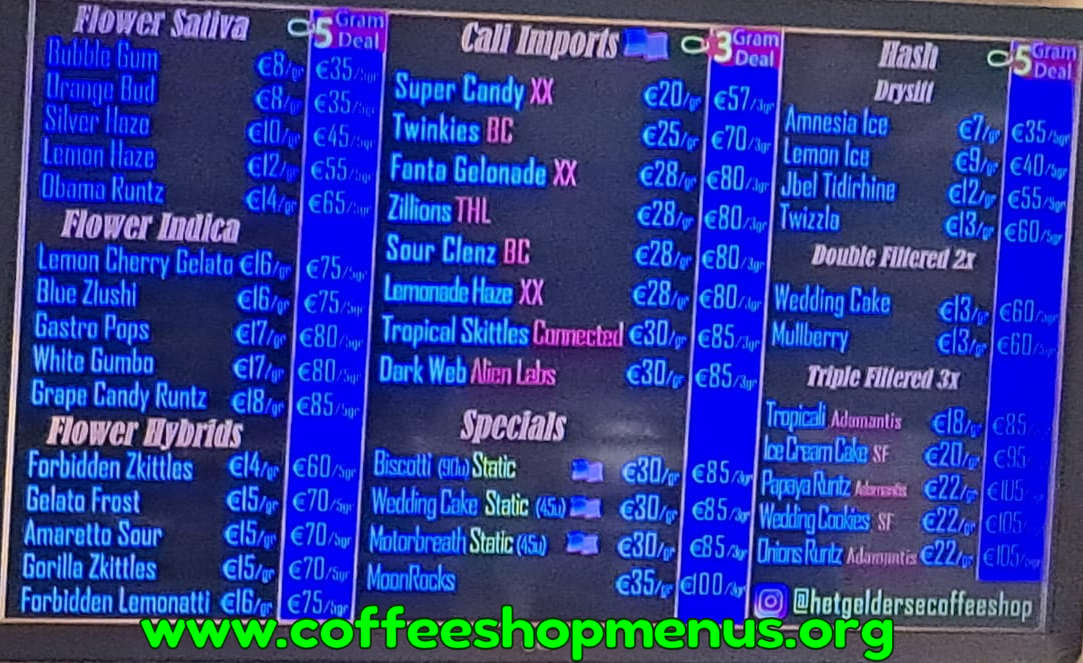 Flower Sativa
5 Gram Deal
Bubble Gum €8/gr €35/5gr
Orange Bud €8/gr €35/5gr
Silver Haze €10/gr €45/5gr
Lemon Haze €12/gr €55/5gr
Obama Runtz €14/gr €65/5gr
Flower Indica
Lemon Cherry Gelato €16/gr €75/5gr
Blue Zlushi €16/gr €75/5gr
Gastro Pops €17/gr €80/5gr
White Gumbo €17/gr €80/5gr
Grape Candy Runtz €18/gr €85/5gr
Flower Hybrids
Forbidden Zkittles €14/gr €60/5gr
Gelato Frost €15/gr €70/5gr
Amaretto Sour €15/gr €70/5gr
Gorilla Zkittles €15/gr €70/5gr
Forbidden Lemonatti €16/gr €75/5gr
Cali Imports
3 Gram Deal
Super Candy XX €20/gr €57/3gr
Twinkies BC €25/gr €70/3gr
Fanta Gelonade XX €28/gr €80/3gr
Zillions THL €28/gr €80/3gr
Sour Clenz BC €28/gr €80/3gr
Lemonade Haze XX €28/gr €80/3gr
Tropical Skittles Connected €30/gr €85/3gr
Dark Web Alien Labs €30/gr €85/3gr
Specials
Biscotti (90u) Static €30/gr €85/3gr
Wedding Cake Static (45u) €30/gr €85/3gr
Motorbreath Static (45u) €30/gr €85/3gr
MoonRocks €35/gr €100/3gr
Hash
5 Gram Deal
Drysift
Amnesia Ice €7/gr €35/5gr
Lemon Ice €9/gr €40/5gr
Jbel Tidirhine €12/gr €55/5gr
Twizzla €13/gr €60/5gr
Double Filtered 2x
Wedding Cake €13/gr €60/5gr
Mullberry €13/gr €60/5gr
Triple Filtered 3x
Tropicali Adamantis €18/gr €85
Ice Cream Cake SF €20/gr €95
Papaya Runtz Adamantis €22/gr €105
Wedding Cookies SF €22/gr €105
Onions Runtz Adamantis €22/gr €105
@hetgeldersecoffeeshop
www.coffeeshopmenus.org